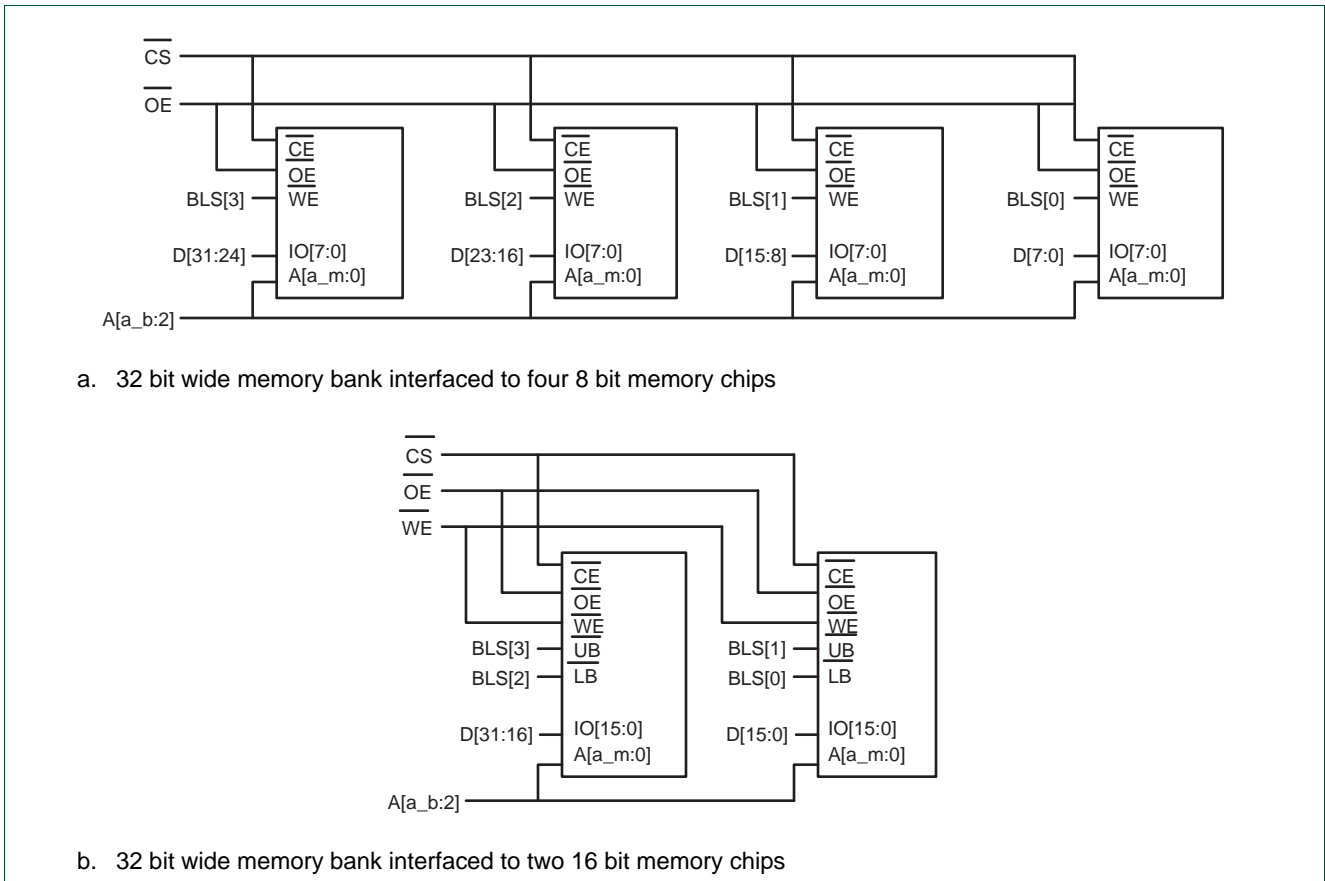 CS
OE
CE
OE
WE
BLS[3]
D[31:24]
IO[7:0]
A[a_m:0]
CE
OE
WE
BLS[2]
D[23:16]
IO[7:0]
A[a_m:0]
CE
OE
WE
BLS[1]
D[15:8]
IO[7:0]
A[a_m:0]
CE
OE
WE
BLS[0]
D[7:0]
IO[7:0]
A[a_m:0]
A[a_b:2]
a. 32 bit wide memory bank interfaced to four 8 bit memory chips
CS
OE
WE
CE
OE
WE
BLS[3]
UB
BLS[2]
LB
D[31:16]
IO[15:0]
A[a_m:0]
CE
OE
WE
BLS[1]
UB
BLS[0]
LB
D[15:0]
IO[15:0]
A[a_m:0]
A[a_b:2]
b. 32 bit wide memory bank interfaced to two 16 bit memory chips